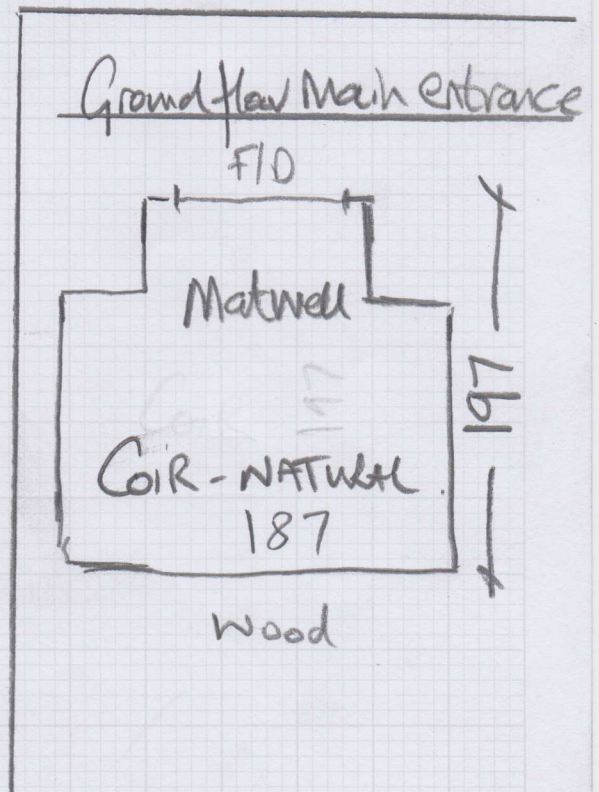 Ground floor Main entrance
F/D
Matwell
197
COIR - NATURAL
187
Wood